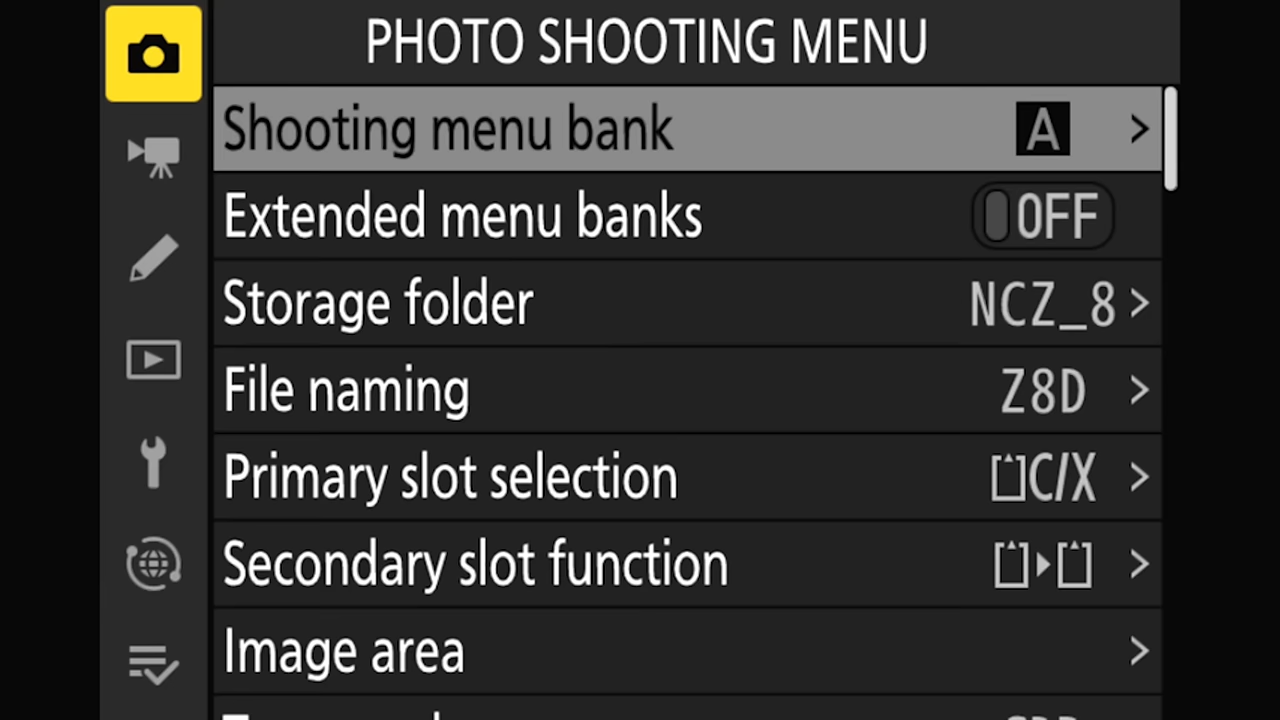 PHOTO SHOOTING MENU
Shooting menu bank A >
Extended menu banks OFF
Storage folder NCZ_8 >
File naming Z8D >
Primary slot selection C/X >
Secondary slot function >
Image area >